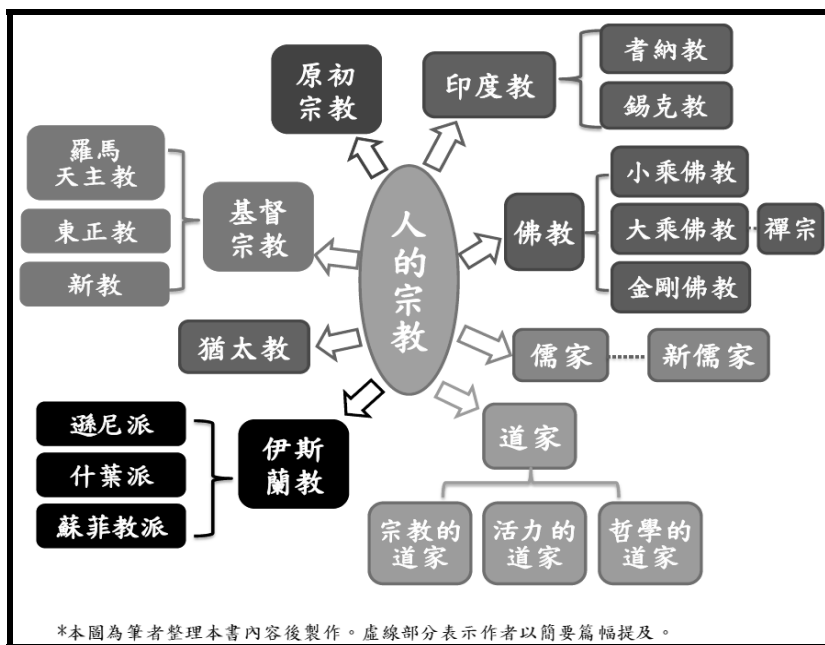 原初
宗教
印度教
耆納教
錫克教
羅馬
天主教
東正教
新教
基督
宗教
人的宗教
佛教
小乘佛教
大乘佛教
禪宗
金剛佛教
猶太教
儒家
新儒家
遜尼派
什葉派
蘇菲教派
伊斯
蘭教
道家
宗教的
道家
活力的
道家
哲學的
道家
*本圖為筆者整理本書內容後製作。虛線部分表示作者以簡要篇幅提及。